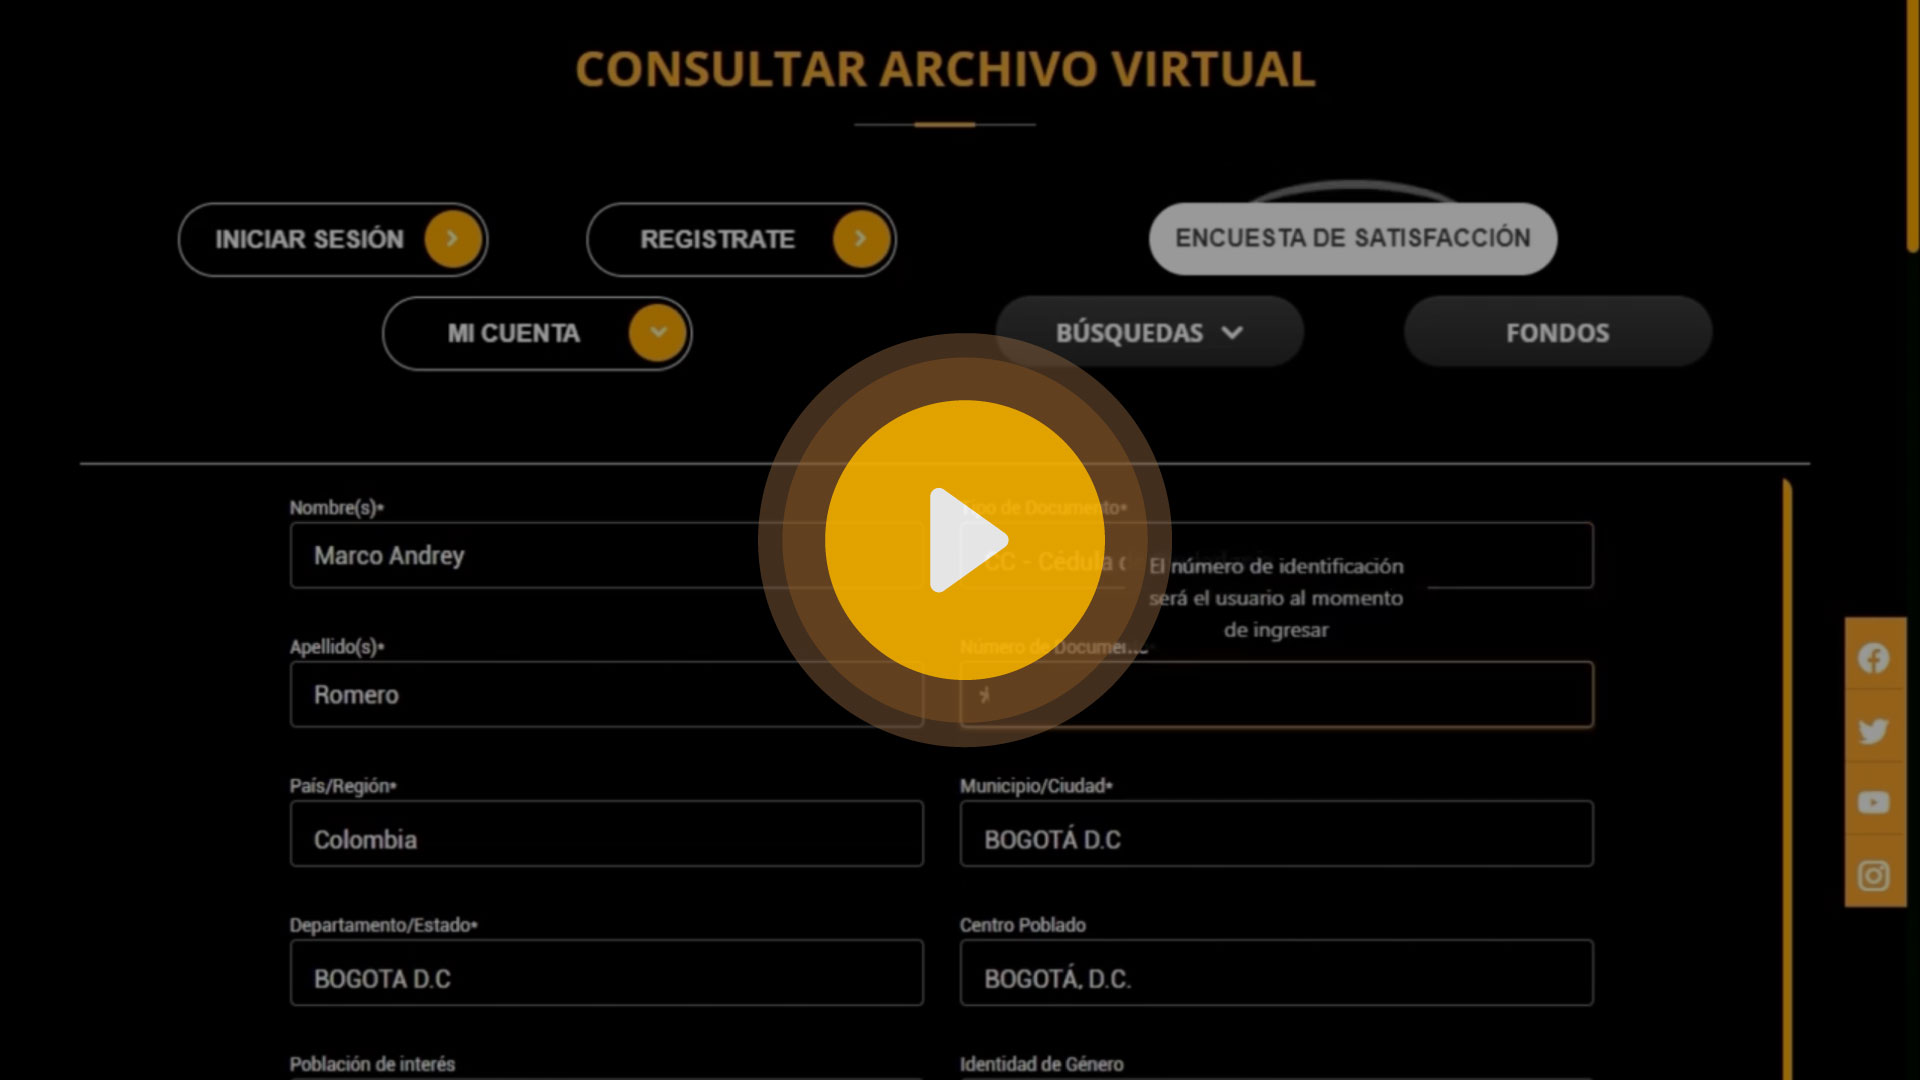 CONSULTAR ARCHIVO VIRTUAL
INICIAR SESIÓN
REGISTRATE
ENCUESTA DE SATISFACCIÓN
MI CUENTA
BÚSQUEDAS
FONDOS
Nombre(s)*
Tipo de Documento*
Marco Andrey
CC - Cédula
El número de identificación
será el usuario al momento
de ingresar
Apellido(s)*
Número de
Romero
País/Región*
Municipio/Ciudad*
Colombia
BOGOTÁ D.C
Departamento/Estado*
Centro Poblado
BOGOTA D.C
BOGOTÁ, D.C.
Población de interés
Identidad de Género